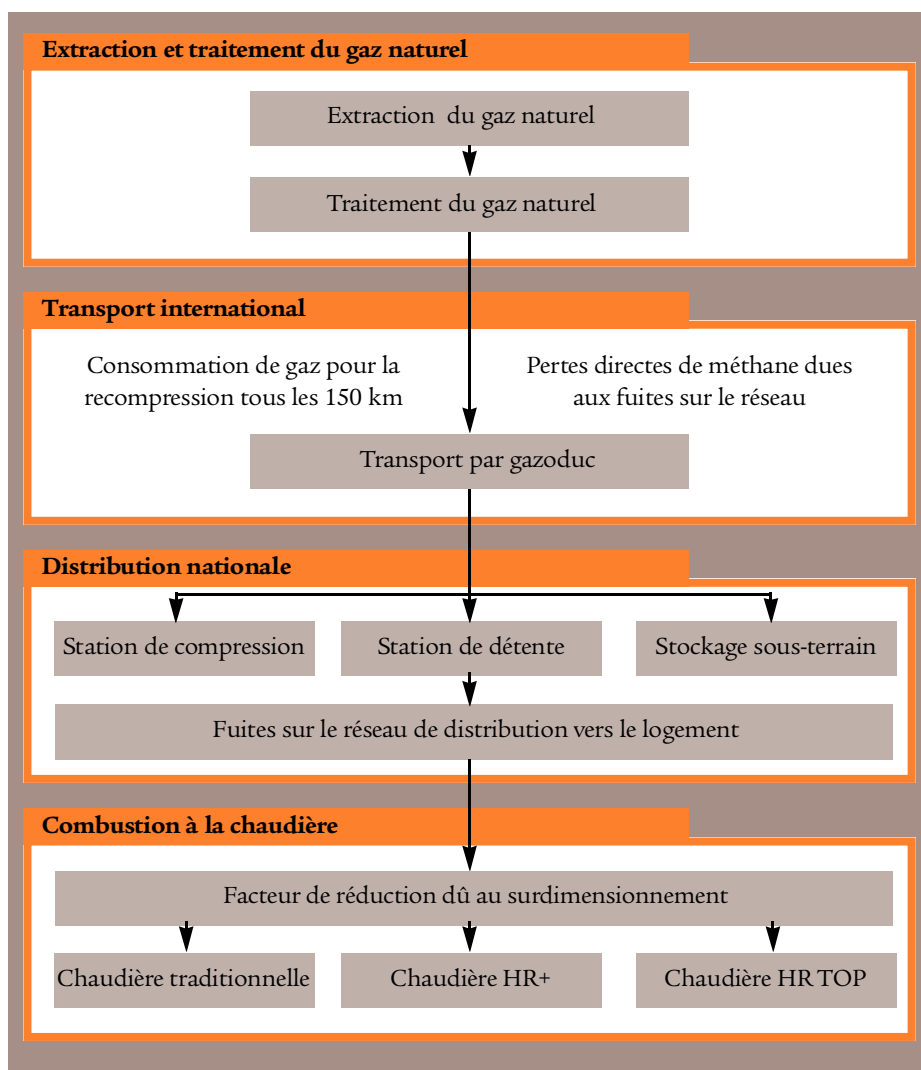 Extraction et traitement du gaz naturel
Extraction du gaz naturel
Traitement du gaz naturel
Transport international
Consommation de gaz pour la
recompression tous les 150 km
Pertes directes de méthane dues
aux fuites sur le réseau
Transport par gazoduc
Distribution nationale
Station de compression
Station de détente
Stockage sous-terrain
Fuites sur le réseau de distribution vers le logement
Combustion à la chaudière
Facteur de réduction dû au surdimensionnement
Chaudière traditionnelle
Chaudière HR+
Chaudière HR TOP